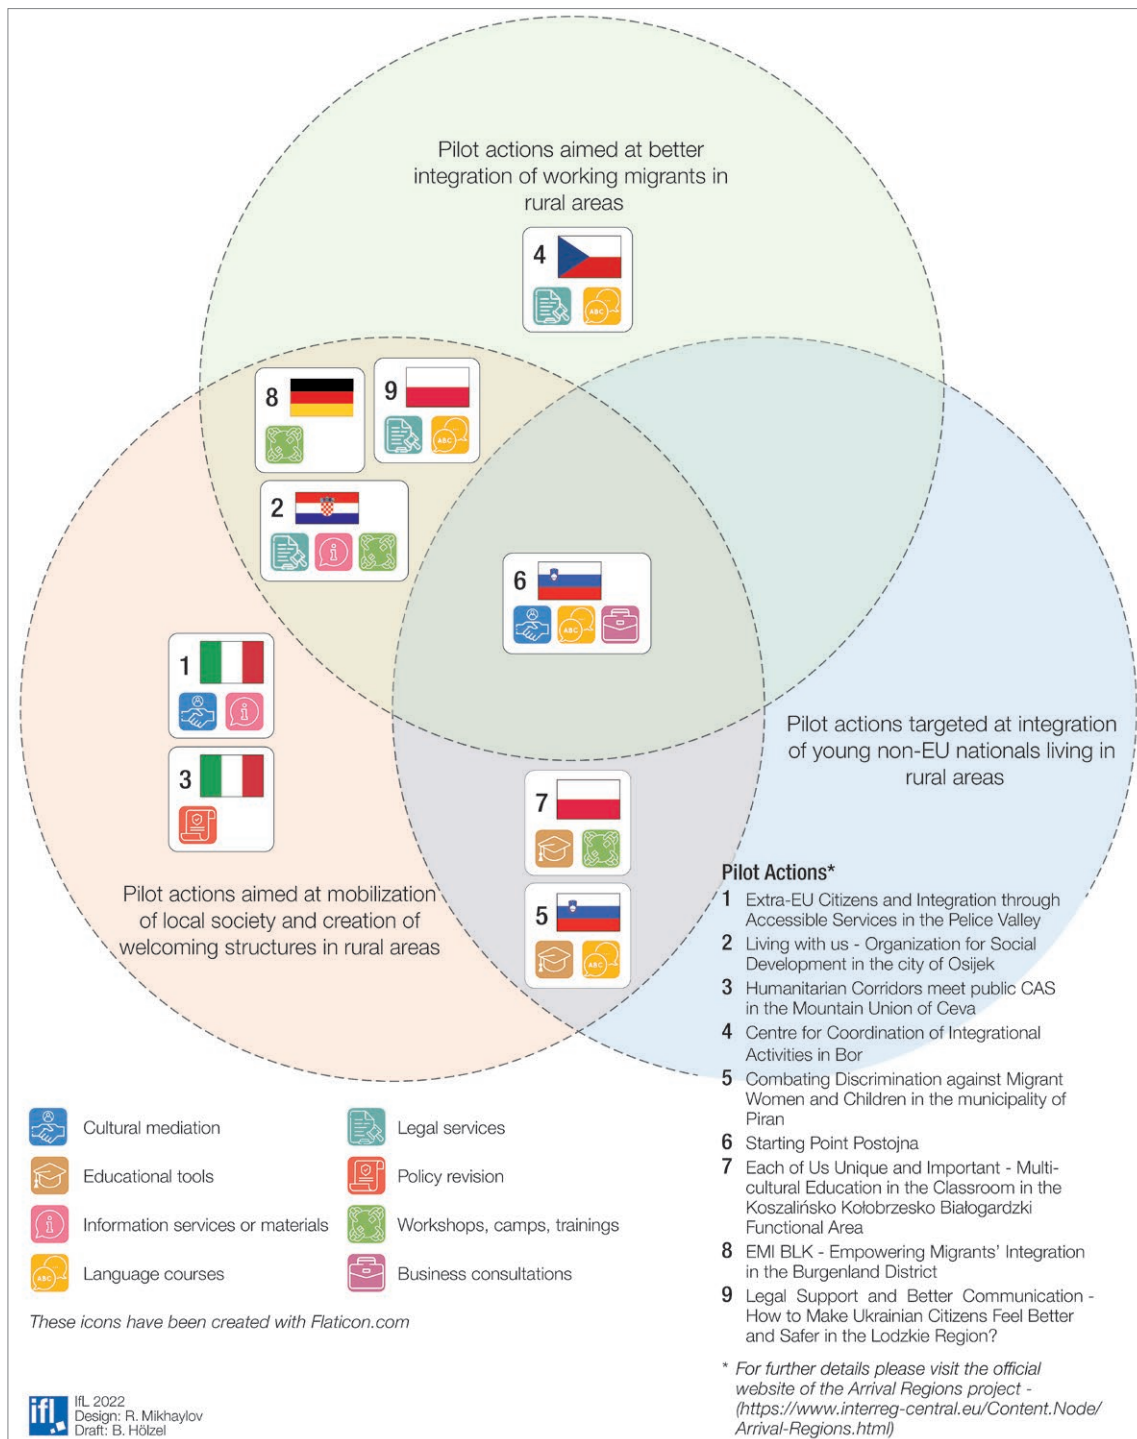 Pilot actions aimed at better
integration of working migrants in
rural areas
4
ABC
8
9
ABC
2
i
6
ABC
1
i
3
Pilot actions targeted at integration
of young non-EU nationals living in
rural areas
7
5
ABC
Pilot actions aimed at mobilization
of local society and creation of
welcoming structures in rural areas
Pilot Actions*
1 Extra-EU Citizens and Integration through
Accessible Services in the Pelice Valley
2 Living with us - Organization for Social
Development in the city of Osijek
3 Humanitarian Corridors meet public CAS
in the Mountain Union of Ceva
4 Centre for Coordination of Integrational
Activities in Bor
5 Combating Discrimination against Migrant
Women and Children in the municipality of
Piran
6 Starting Point Postojna
7 Each of Us Unique and Important - Multi-
cultural Education in the Classroom in the
Koszalińsko Kołobrzesko Białogardzki
Functional Area
8 EMI BLK - Empowering Migrants' Integration
in the Burgenland District
9 Legal Support and Better Communication -
How to Make Ukrainian Citizens Feel Better
and Safer in the Lodzkie Region?
* For further details please visit the official
website of the Arrival Regions project -
(https://www.interreg-central.eu/Content.Node/
Arrival-Regions.html)
Cultural mediation
Educational tools
i Information services or materials
ABC Language courses
Legal services
Policy revision
Workshops, camps, trainings
Business consultations
These icons have been created with Flaticon.com
ifl
IfL 2022
Design: R. Mikhaylov
Draft: B. Hölzel